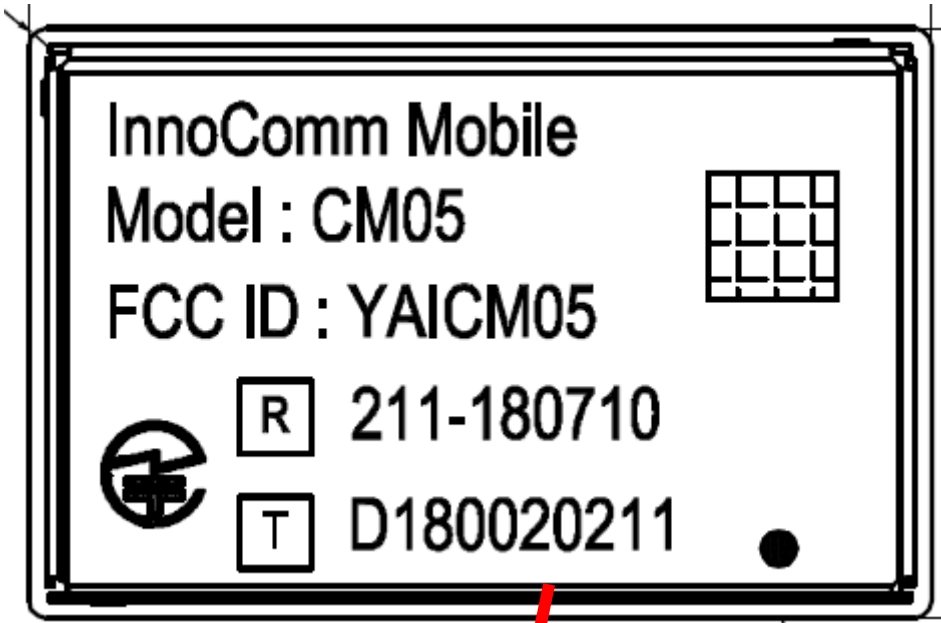 InnoComm Mobile
Model : CM05
FCC ID : YAICM05
R 211-180710
T D180020211